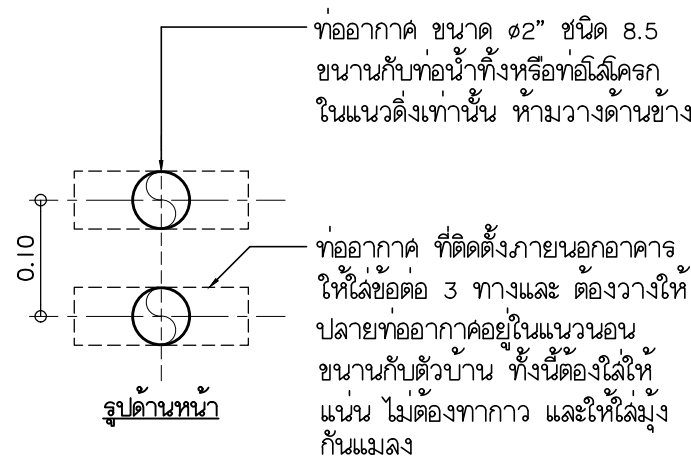 ท่ออากาศ ขนาด ø2" ชนิด 8.5
ขนานกับท่อน้ำทิ้งหรือท่อโสโครก
ในแนวดิ่งเท่านั้น ห้ามวางด้านข้าง
0.10
ท่ออากาศ ที่ติดตั้งภายนอกอาคาร
ให้ใส่ข้อต่อ 3 ทางและ ต้องวางให้
ปลายท่ออากาศอยู่ในแนวนอน
ขนานกับตัวบ้าน ทั้งนี้ต้องใส่ให้
แน่น ไม่ต้องทากาว และให้ใส่มุ้ง
กันแมลง
รูปด้านหน้า